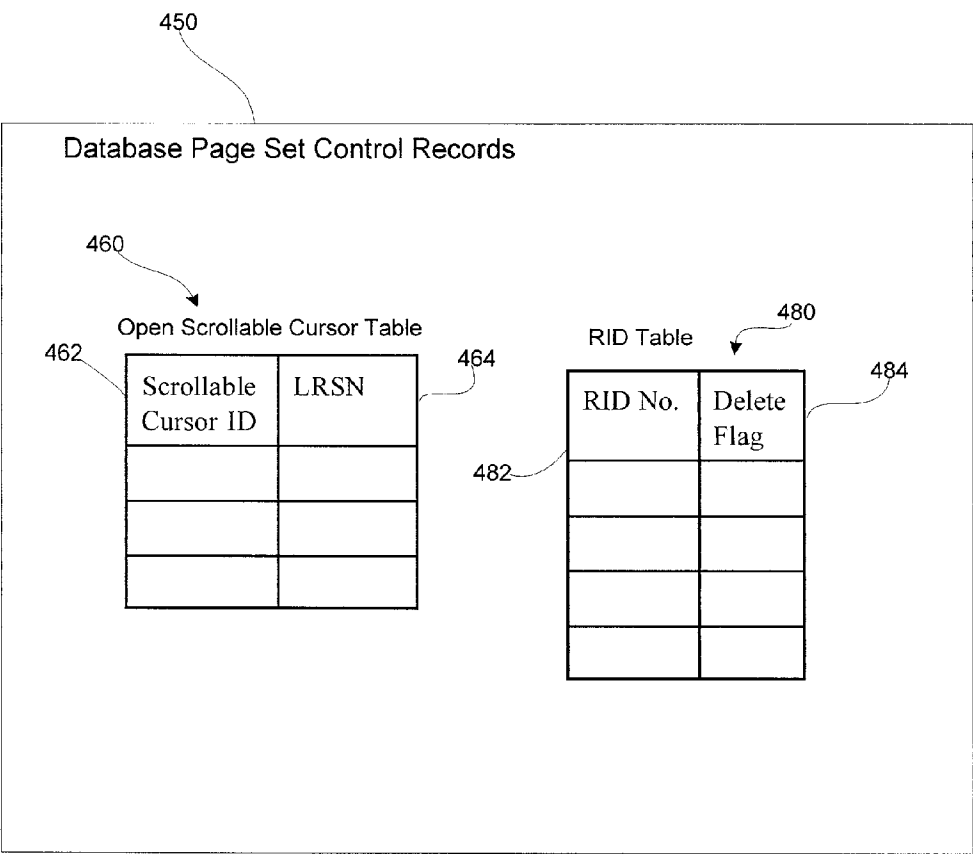 450
Database Page Set Control Records
460
Open Scrollable Cursor Table
462
Scrollable
Cursor ID
LRSN
464
RID Table
480
RID No.
Delete
Flag
484
482